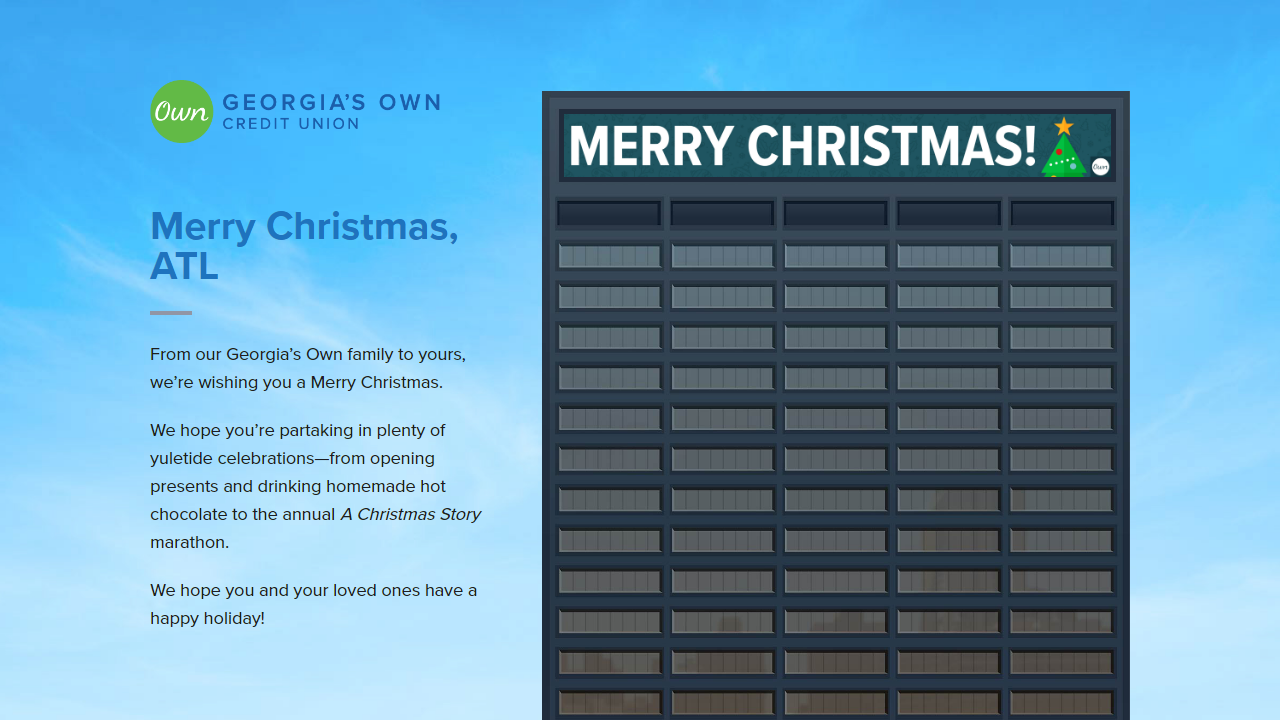 Own
GEORGIA’S OWN
CREDIT UNION
MERRY CHRISTMAS!
Own
Merry Christmas,
ATL
From our Georgia’s Own family to yours,
we’re wishing you a Merry Christmas.
We hope you’re partaking in plenty of
yuletide celebrations—from opening
presents and drinking homemade hot
chocolate to the annual A Christmas Story
marathon.
We hope you and your loved ones have a
happy holiday!